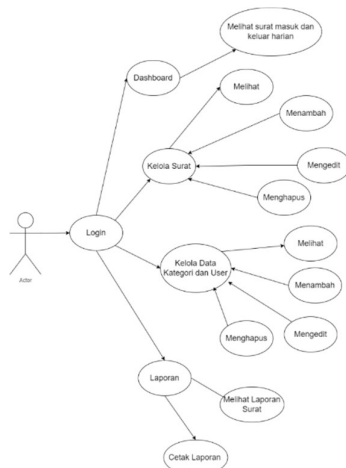 Melihat surat masuk dan
keluar harian
Dashboard
Melihat
Menambah
Kelola Surat
Mengedit
Menghapus
Login
Actor
Melihat
Kelola Data
Kategori dan User
Menambah
Mengedit
Menghapus
Laporan
Melihat Laporan
Surat
Cetak Laporan